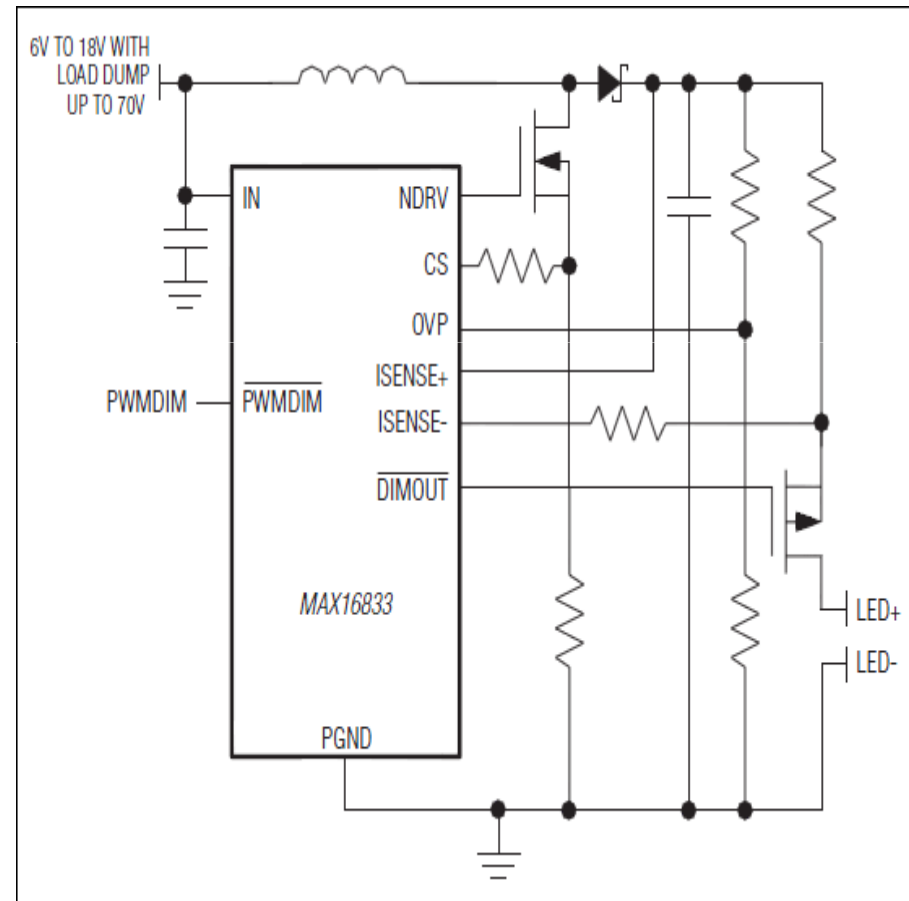 6V TO 18V WITH
LOAD DUMP
UP TO 70V
IN
NDRV
CS
OVP
ISENSE+
PWMDIM
PWMDIM
ISENSE-
DIMOUT
MAX16833
LED+
LED-
PGND